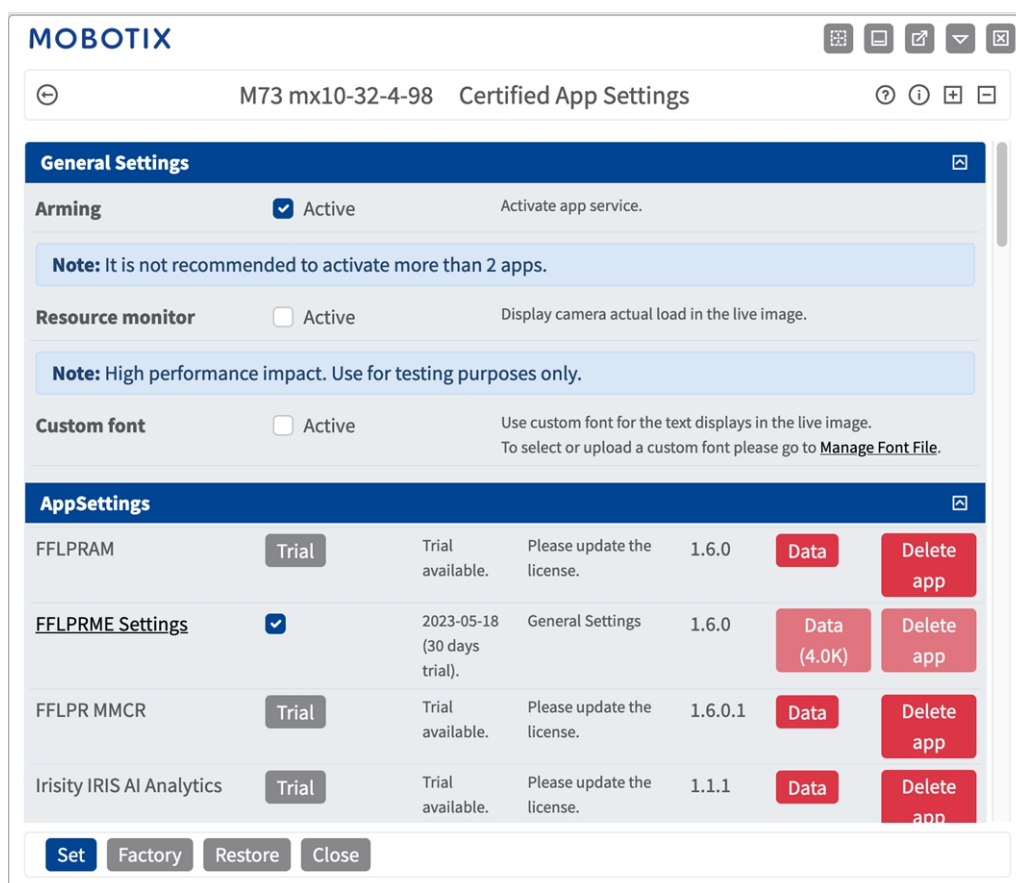 MOBOTIX
M73 mx10-32-4-98 Certified App Settings
General Settings
Arming Active Activate app service.
Note: It is not recommended to activate more than 2 apps.
Resource monitor Active Display camera actual load in the live image.
Note: High performance impact. Use for testing purposes only.
Custom font Active Use custom font for the text displays in the live image.
To select or upload a custom font please go to Manage Font File.
AppSettings
FFLPRAM Trial Trial Please update the 1.6.0 Data Delete
available. license. app
FFLPRME Settings 2023-05-18 General Settings 1.6.0 Data Delete
(30 days (4.0K) app
trial).
FFLPR MMCR Trial Trial Please update the 1.6.0.1 Data Delete
available. license. app
Irisity IRIS AI Analytics Trial Trial Please update the 1.1.1 Data Delete
available. license. app
Set Factory Restore Close